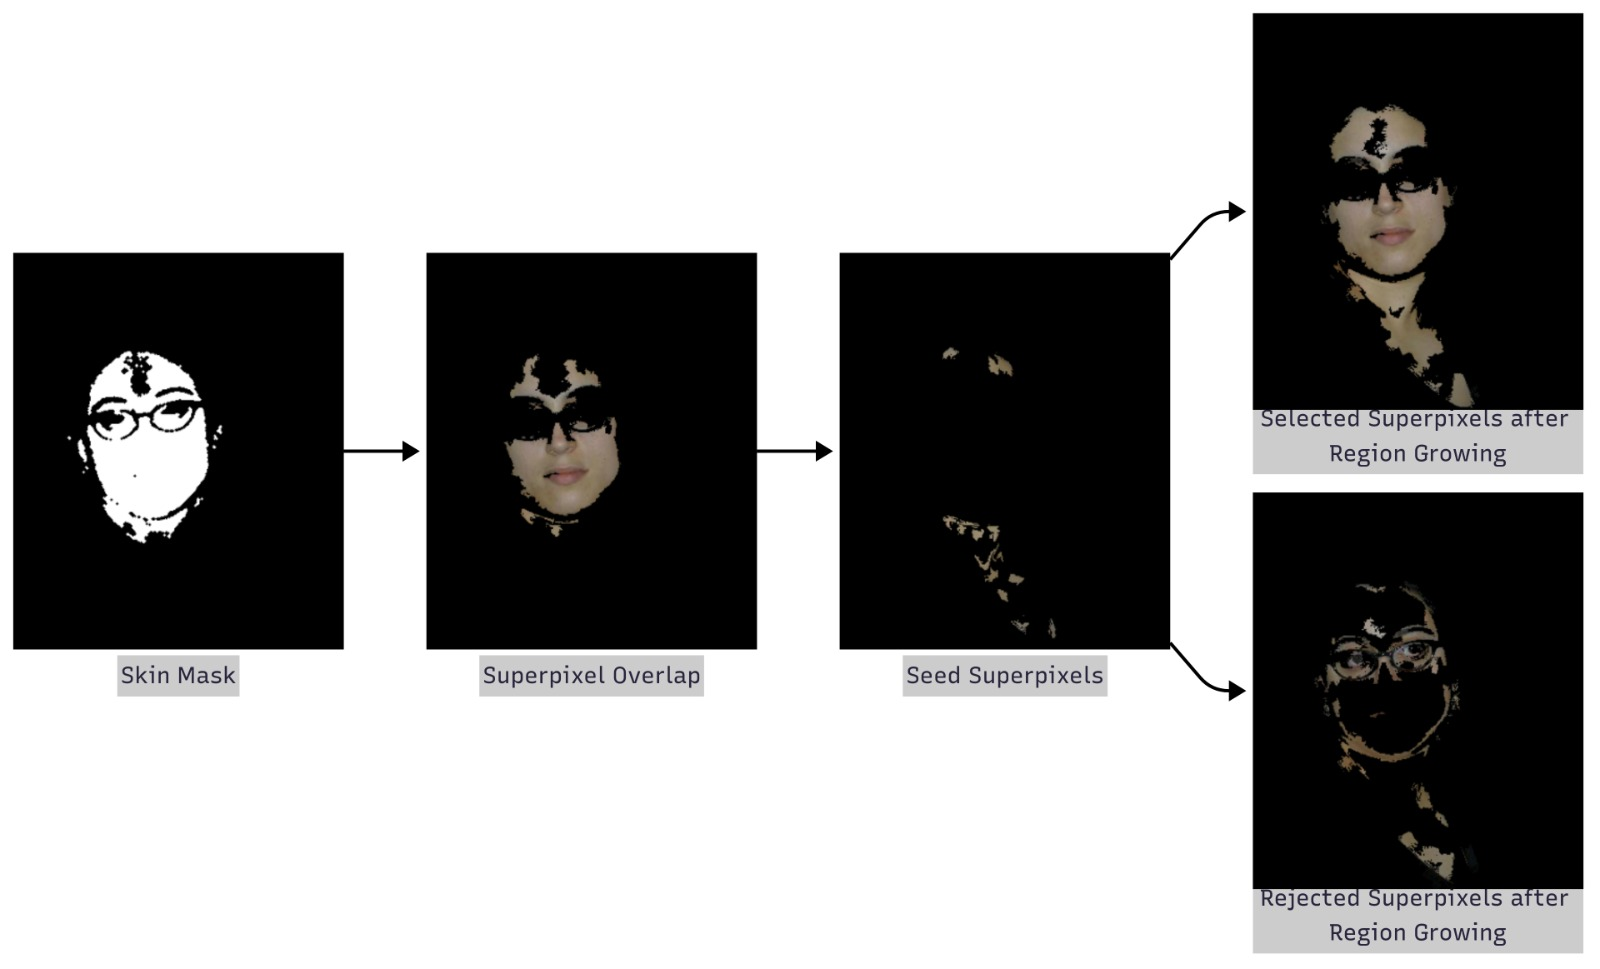 Skin Mask
Superpixel Overlap
Seed Superpixels
Selected Superpixels after
Region Growing
Rejected Superpixels after
Region Growing